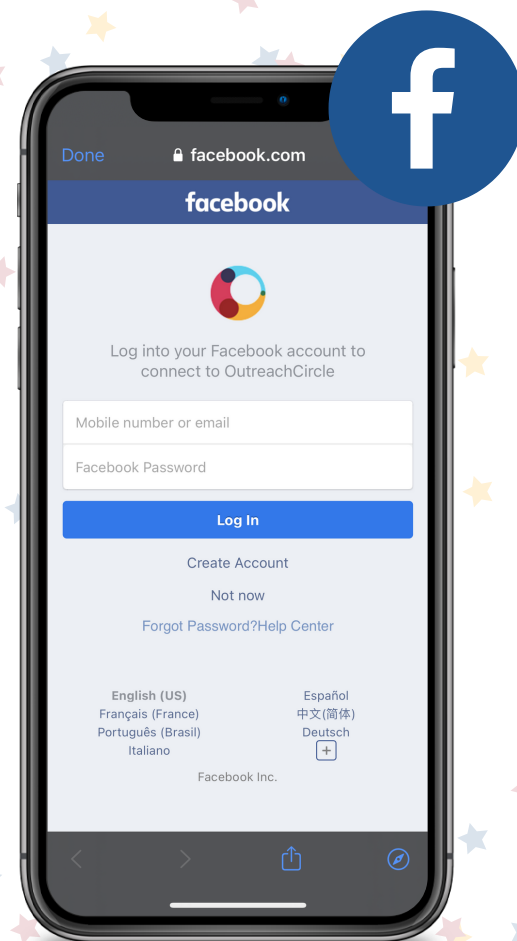 Done
facebook.com
facebook
Log into your Facebook account to
connect to OutreachCircle
Mobile number or email
Facebook Password
Log In
Create Account
Not now
Forgot Password?Help Center
English (US)
Español
Français (France)
中文(简体)
Português (Brasil)
Deutsch
Italiano
+
Facebook Inc.